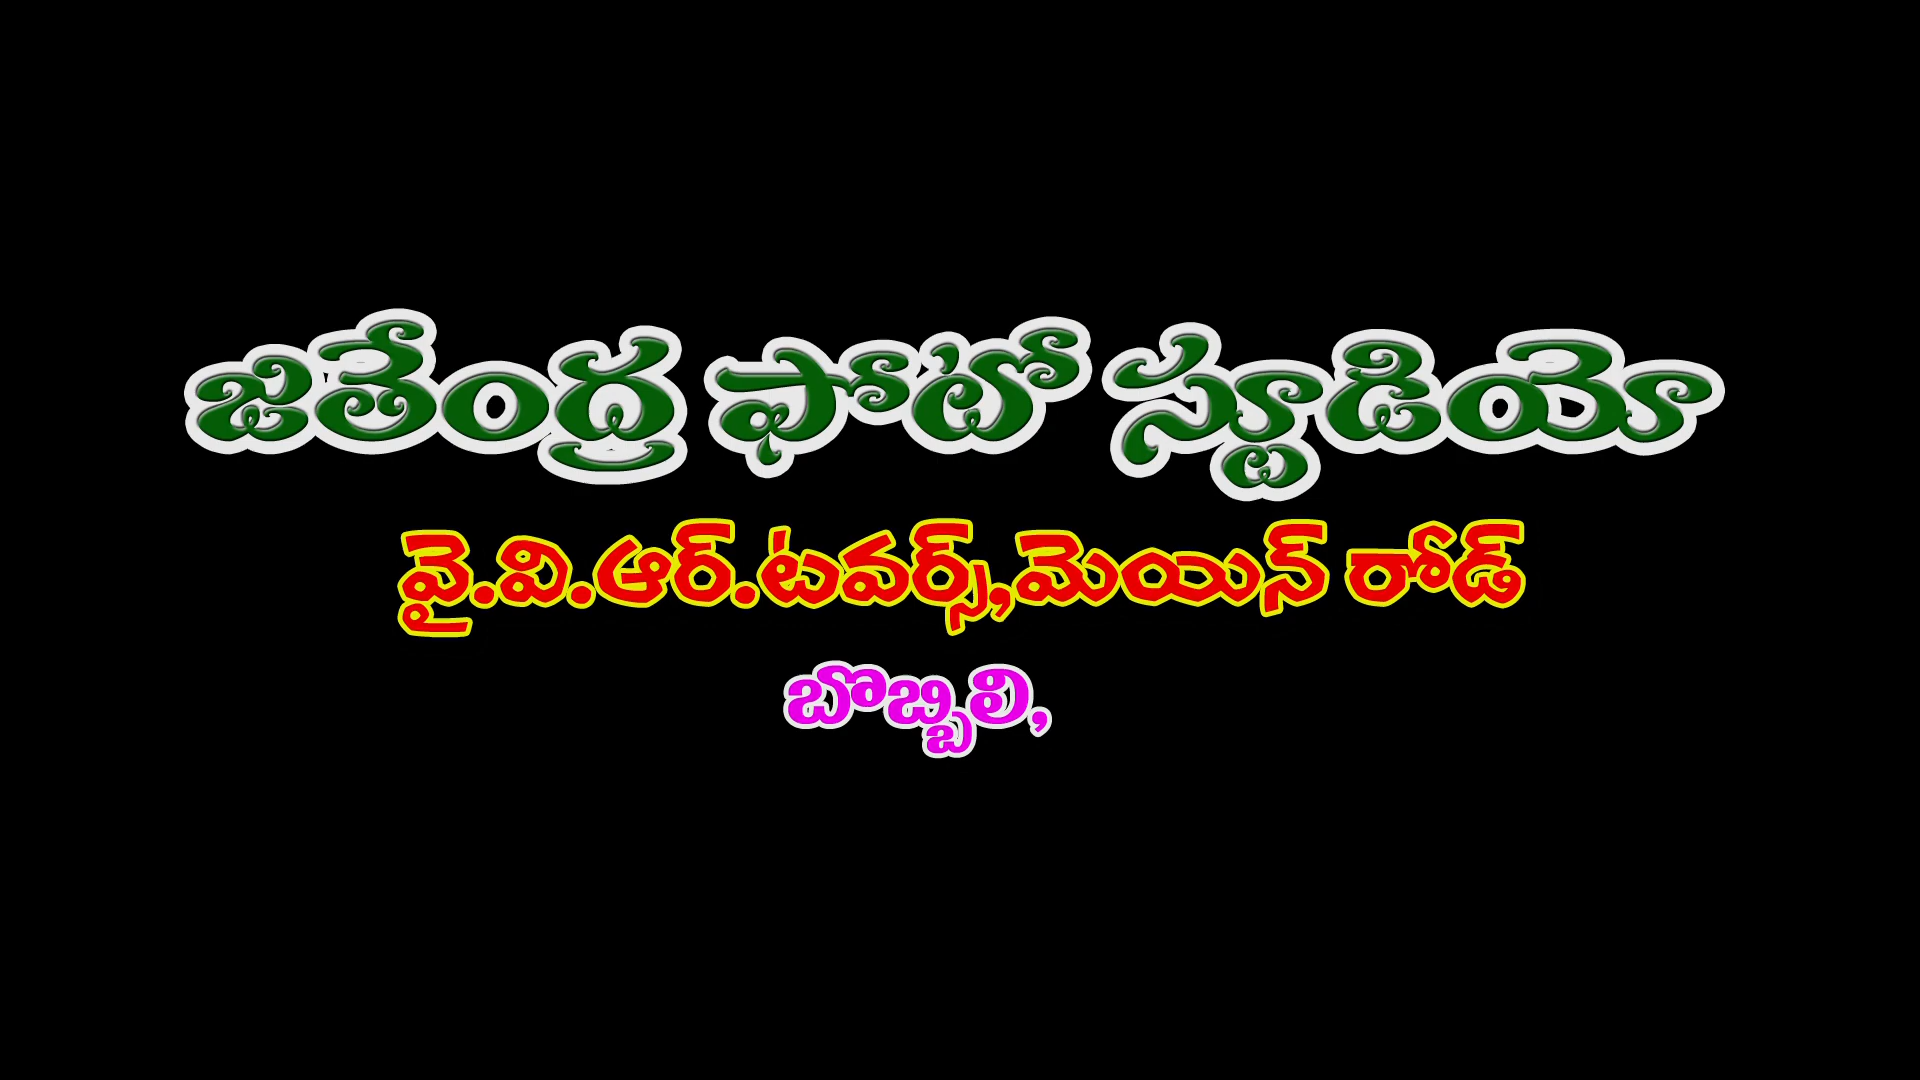 జితేంద్ర ఫొటో స్టూడియో
వై.వి.ఆర్.టవర్స్,మెయిన్ రోడ్
బొబ్బిలి,